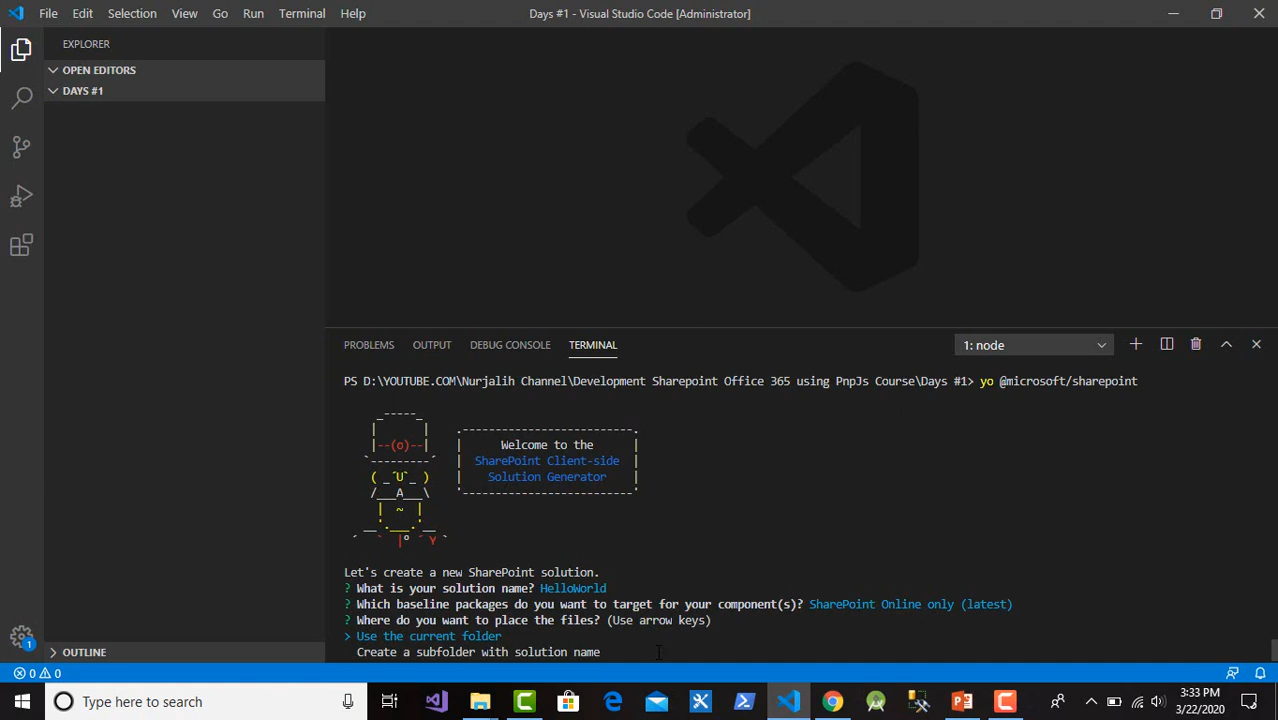 File Edit Selection View Go Run Terminal Help
Days #1 - Visual Studio Code [Administrator]
EXPLORER
OPEN EDITORS
DAYS #1
PROBLEMS OUTPUT DEBUG CONSOLE TERMINAL
1: node
PS D:\YOUTUBE.COM\Nurjalih Channel\Development Sharepoint Office 365 using PnpJs Course\Days #1> yo @microsoft/sharepoint
Welcome to the
SharePoint Client-side
Solution Generator
Let's create a new SharePoint solution.
? What is your solution name? HelloWorld
? Which baseline packages do you want to target for your component(s)? SharePoint Online only (latest)
? Where do you want to place the files? (Use arrow keys)
> Use the current folder
Create a subfolder with solution name
OUTLINE
1
0 0
Type here to search
3:33 PM
3/22/2020